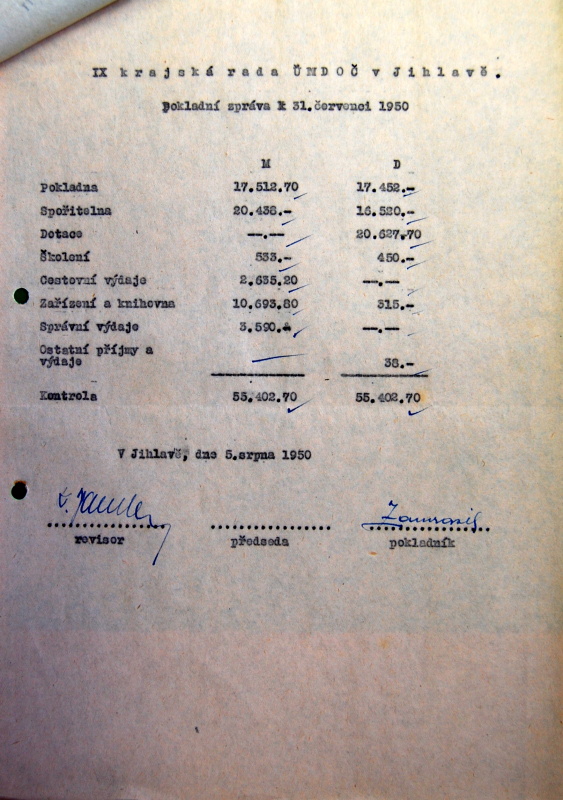 IX krajská rada ÚMDOČ v Jihlavě.
Pokladní zpráva k 31.červenci 1950
M D
Pokladna 17.512.70 17.452.-
Spořitelna 20.438.- 16.520.-
Dotace --.-- 20.627.70
Školení 533.- 450.-
Cestovní výdaje 2.635.20 --.--
Zařízení a knihovna 10.693.80 315.-
Správní výdaje 3.590.- --.--
Ostatní příjmy a
výdaje 38.-
Kontrola 55.402.70 55.402.70
V Jihlavě, dne 5.srpna 1950
revisor předseda pokladník